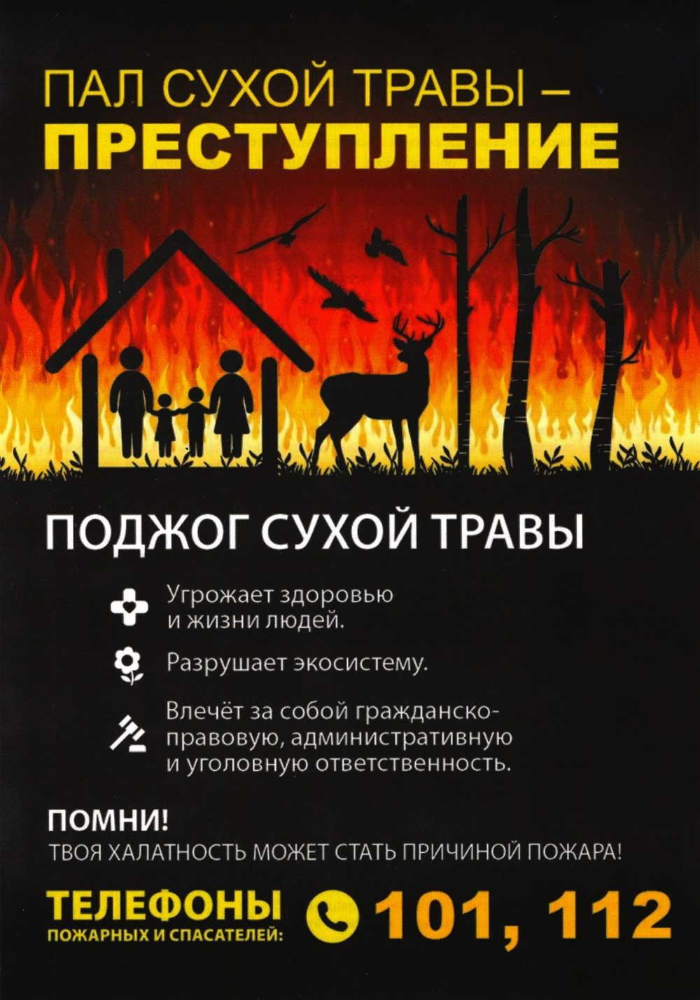 ПАЛ СУХОЙ ТРАВЫ –
ПРЕСТУПЛЕНИЕ
ПОДЖОГ СУХОЙ ТРАВЫ
Угрожает здоровью
и жизни людей.
Разрушает экосистему.
Влечёт за собой гражданско-
правовую, административную
и уголовную ответственность.
ПОМНИ!
ТВОЯ ХАЛАТНОСТЬ МОЖЕТ СТАТЬ ПРИЧИНОЙ ПОЖАРА!
ТЕЛЕФОНЫ
ПОЖАРНЫХ И СПАСАТЕЛЕЙ:
101, 112